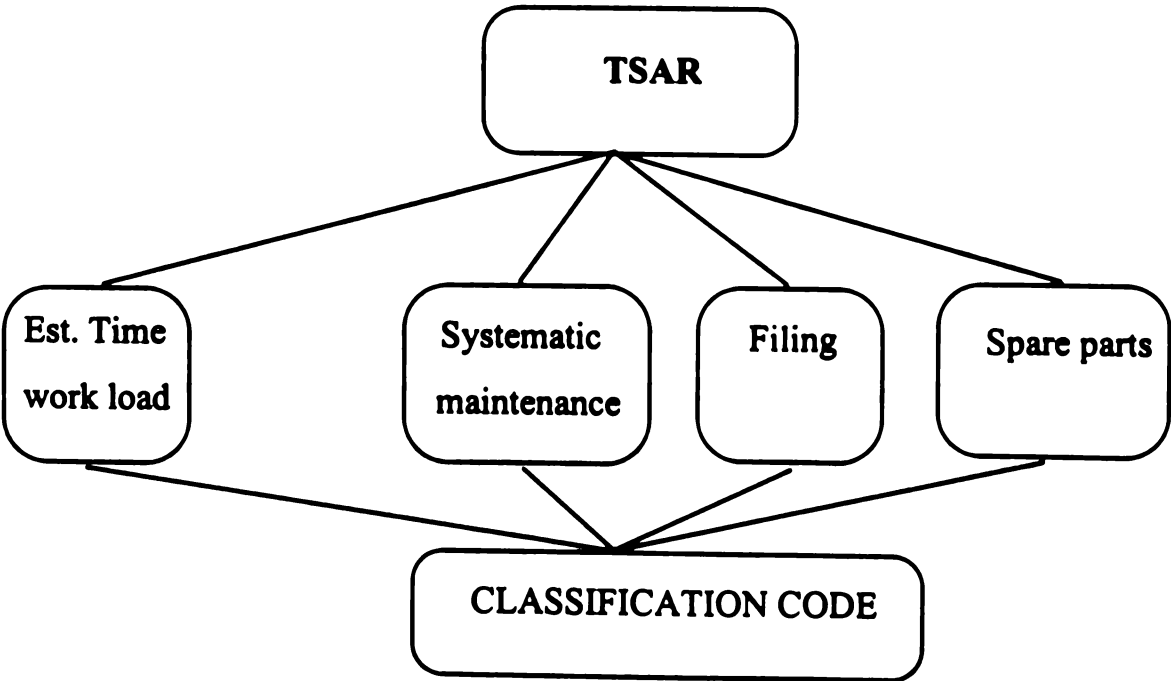 TSAR
Est. Time
work load
Systematic
maintenance
Filing
Spare parts
CLASSIFICATION CODE